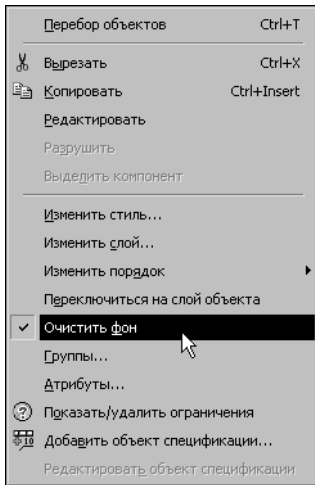 Перебор объектов Ctrl+T
Вырезать Ctrl+X
Копировать Ctrl+Insert
Редактировать
Разрушить
Выделить компонент
Изменить стиль...
Изменить слой...
Изменить порядок
Переключиться на слой объекта
Очистить фон
Группы...
Атрибуты...
Показать/удалить ограничения
Добавить объект спецификации...
Редактировать объект спецификации